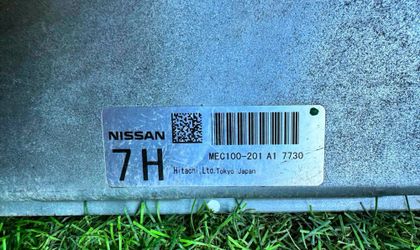 NISSAN
7H
MEC100-201 A1 7730
Hitachi,Ltd.Tokyo Japan